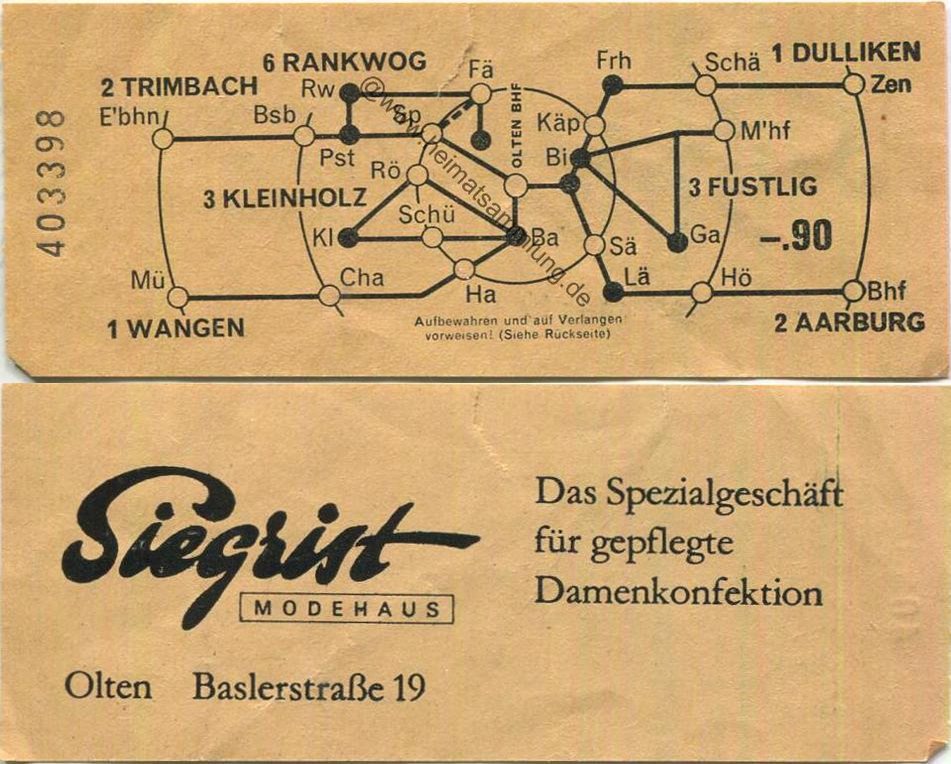 403398
6 RANKWOG
2 TRIMBACH
1 DULLIKEN
Rw
Fä
Frh
Schä
Zen
E'bhn
Bsb
Sp
OLTEN BHF
Käp
M'hf
Pst
Bi
Rö
3 KLEINHOLZ
3 FUSTLIG
Schü
Kl
Ba
Sä
Ga
-.90
Mü
Cha
Ha
Lä
Hö
Bhf
1 WANGEN
2 AARBURG
Aufbewahren und auf Verlangen
vorweisen! (Siehe Rückseite)
@www.heimatsammlung.de
Siegrist
MODEHAUS
Das Spezialgeschäft
für gepflegte
Damenkonfektion
Olten Baslerstraße 19